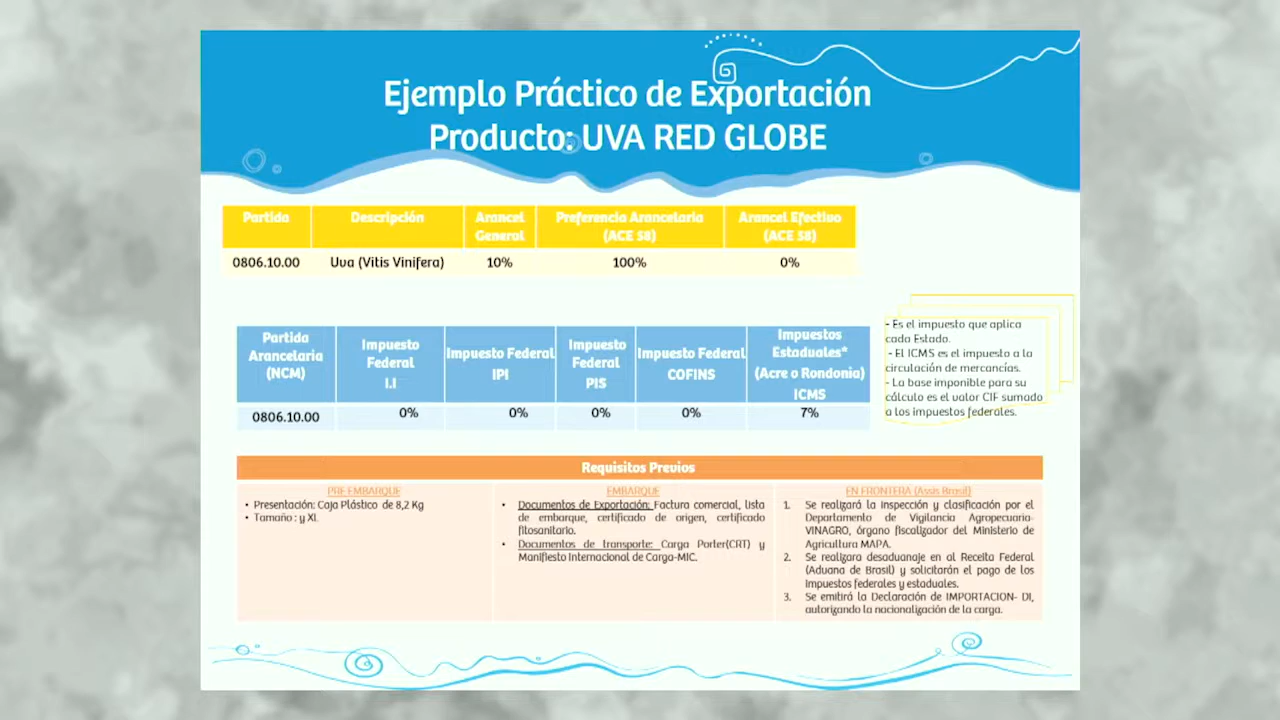 Ejemplo Práctico de Exportación
Producto: UVA RED GLOBE
Partida Descripción Arancel General Preferencia Arancelaria (ACE 58) Arancel Efectivo (ACE 58)
0806.10.00 Uva (Vitis Vinifera) 10% 100% 0%
Partida Arancelaria (NCM) Impuesto Federal I.I Impuesto Federal IPI Impuesto Federal PIS Impuesto Federal COFINS Impuestos Estaduales* (Acre o Rondonia) ICMS
0806.10.00 0% 0% 0% 0% 7%
- Es el impuesto que aplica
cada Estado.
- El ICMS es el impuesto a la
circulación de mercancías.
- La base imponible para su
cálculo es el valor CIF sumado
a los impuestos federales.
Requisitos Previos
PRE EMBARQUE
• Presentación: Caja Plástico de 8,2 Kg
• Tamaño : y XL
EMBARQUE
• Documentos de Exportación: Factura comercial, lista
de embarque, certificado de origen, certificado
fitosanitario.
• Documentos de transporte: Carga Porter(CRT) y
Manifiesto Internacional de Carga-MIC.
EN FRONTERA (Assis Brasil)
1. Se realizará la Inspección y clasificación por el
Departamento de Vigilancia Agropecuaria-
VINAGRO, órgano fiscalizador del Ministerio de
Agricultura MAPA.
2. Se realizara desaduanaje en al Receita Federal
(Aduana de Brasil) y solicitarán el pago de los
Impuestos federales y estaduales.
3. Se emitirá la Declaración de IMPORTACION- DI,
autorizando la nacionalización de la carga.